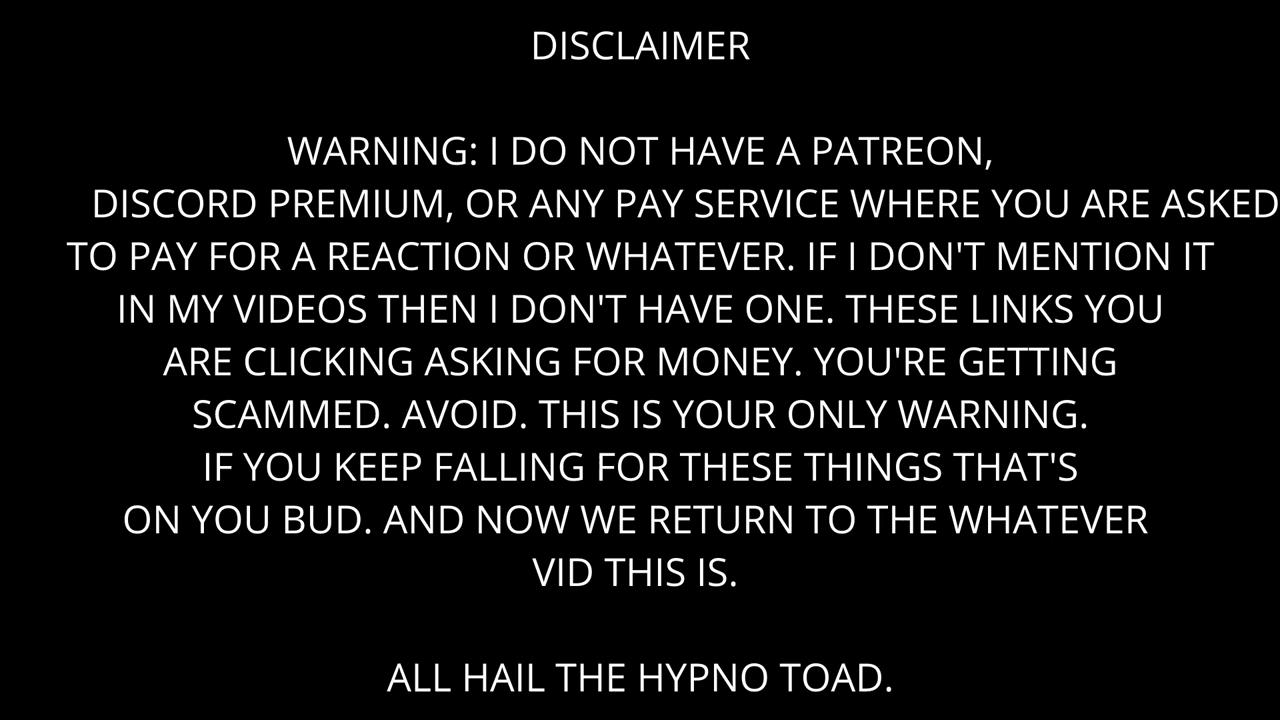 DISCLAIMER
WARNING: I DO NOT HAVE A PATREON,
DISCORD PREMIUM, OR ANY PAY SERVICE WHERE YOU ARE ASKED
TO PAY FOR A REACTION OR WHATEVER. IF I DON'T MENTION IT
IN MY VIDEOS THEN I DON'T HAVE ONE. THESE LINKS YOU
ARE CLICKING ASKING FOR MONEY. YOU'RE GETTING
SCAMMED. AVOID. THIS IS YOUR ONLY WARNING.
IF YOU KEEP FALLING FOR THESE THINGS THAT'S
ON YOU BUD. AND NOW WE RETURN TO THE WHATEVER
VID THIS IS.
ALL HAIL THE HYPNO TOAD.